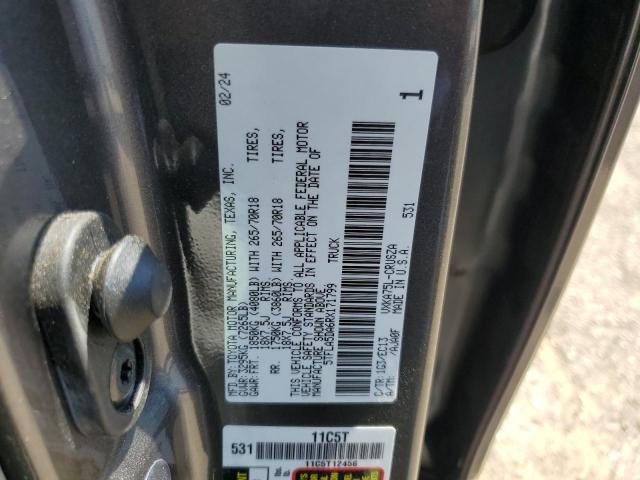 MFD.BY:TOYOTA MOTOR MANUFACTURING, TEXAS, INC. 02/24
GVWR:3295KG (7265LB)
GAWR:FRT. 1850KG (4080LB) WITH 265/70R18 TIRES,
18X7.5J RIMS
RR. 1750KG (3860LB) WITH 265/70R18 TIRES,
18X7.5J RIMS
THIS VEHICLE CONFORMS TO ALL APPLICABLE FEDERAL MOTOR
VEHICLE SAFETY STANDARDS IN EFFECT ON THE DATE OF
MANUFACTURE SHOWN ABOVE.
5TFLA5DA6RX171799 TRUCK
1
C/TR:1G3/EC13 VXKA75L-CRUSZA 531
A/TM: /AJA0F MADE IN U.S.A.
11C5T
531
11C5T12456